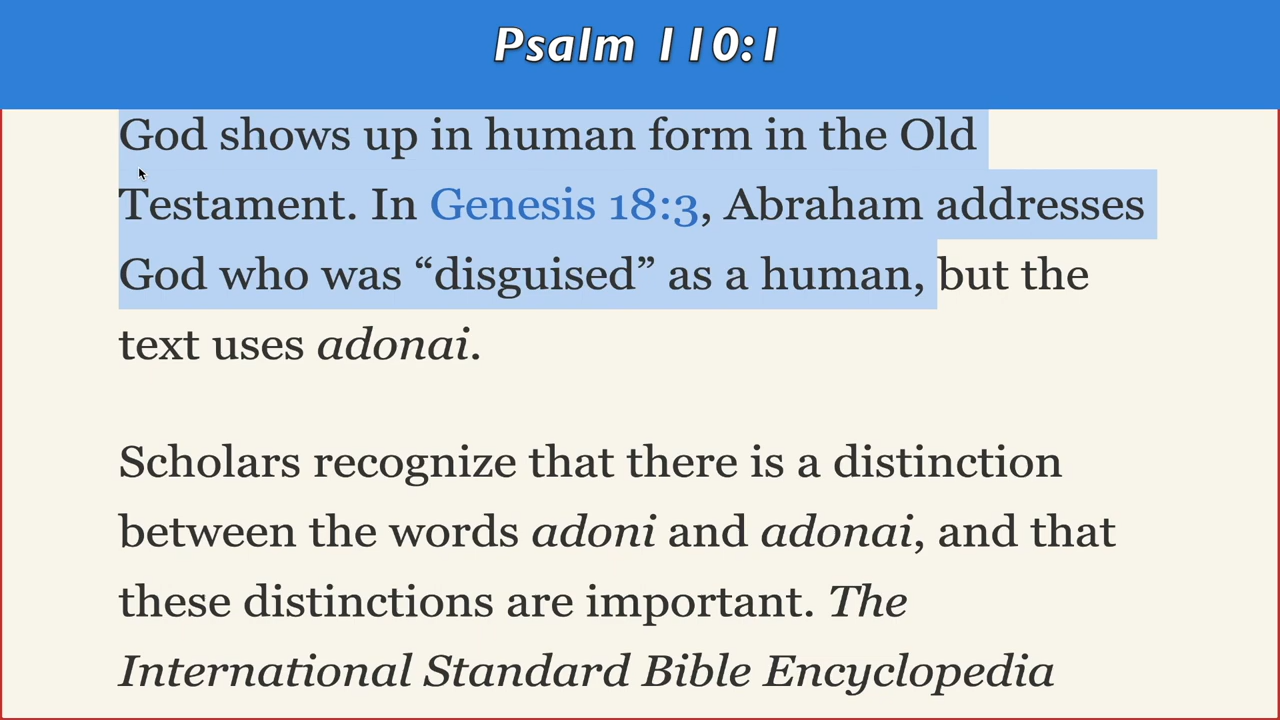 Psalm 110:1
God shows up in human form in the Old
Testament. In Genesis 18:3, Abraham addresses
God who was “disguised” as a human, but the
text uses adonai.
Scholars recognize that there is a distinction
between the words adoni and adonai, and that
these distinctions are important. The
International Standard Bible Encyclopedia